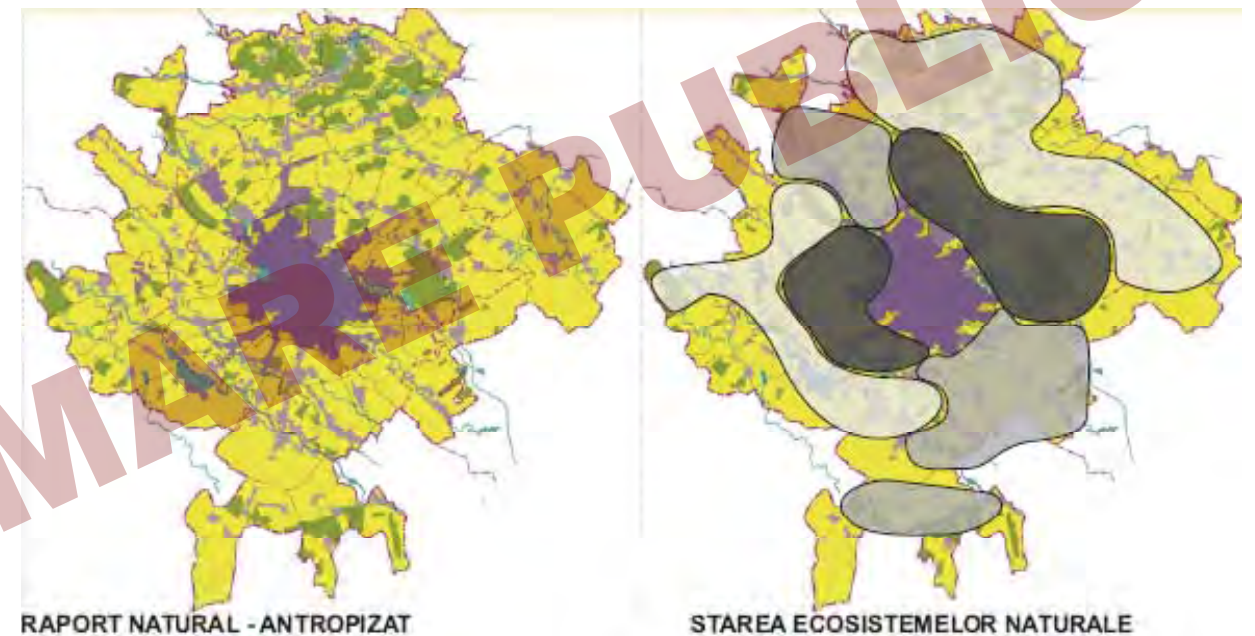 MARE PUBLIC
RAPORT NATURAL - ANTROPIZAT
STAREA ECOSISTEMELOR NATURALE